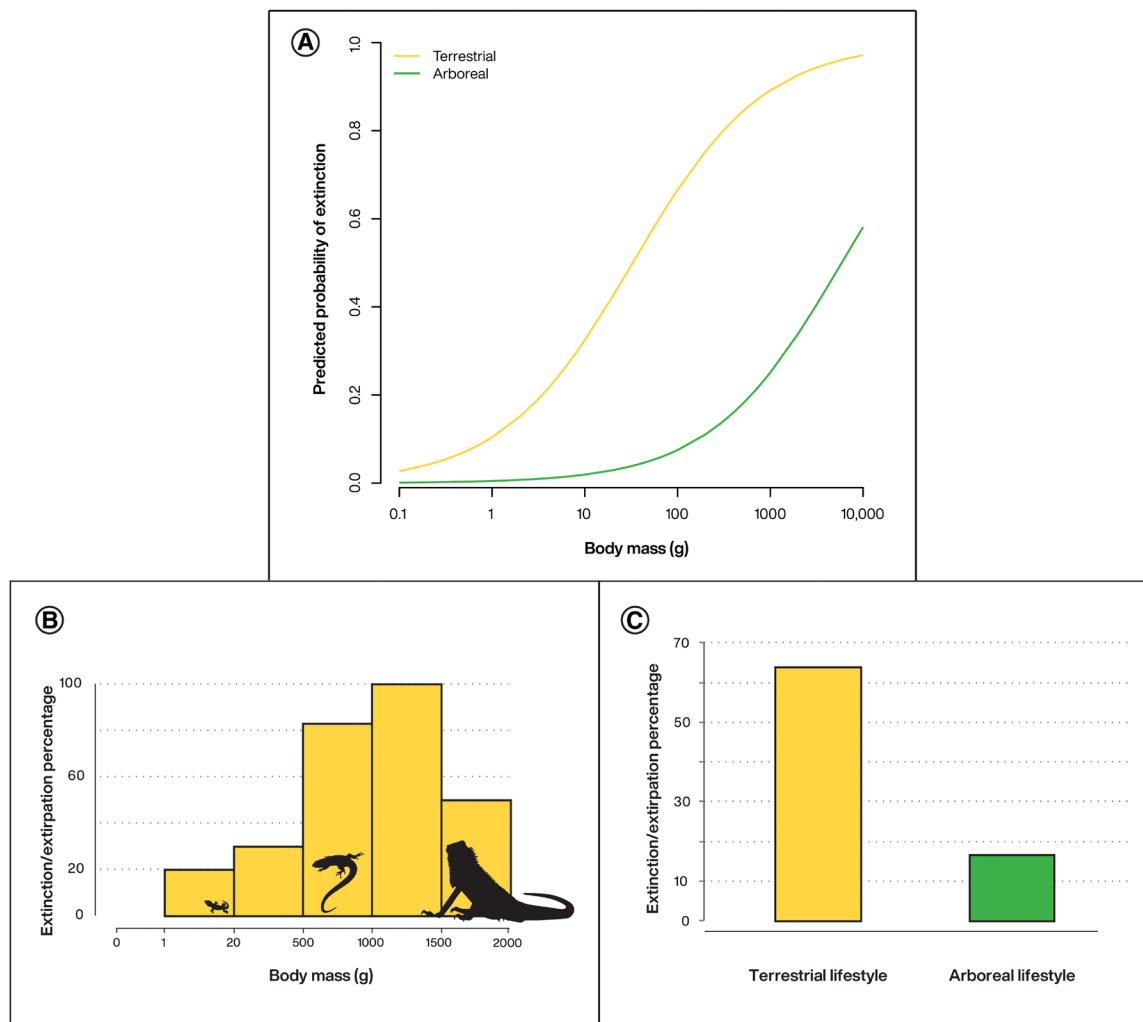 A
Terrestrial
Arboreal
Predicted probability of extinction
1.0
0.8
0.6
0.4
0.2
0.0
0.1 1 10 100 1000 10,000
Body mass (g)
B
Extinction/extirpation percentage
100
60
20
0
0 1 20 500 1000 1500 2000
Body mass (g)
C
Extinction/extirpation percentage
70
50
30
10
0
Terrestrial lifestyle Arboreal lifestyle